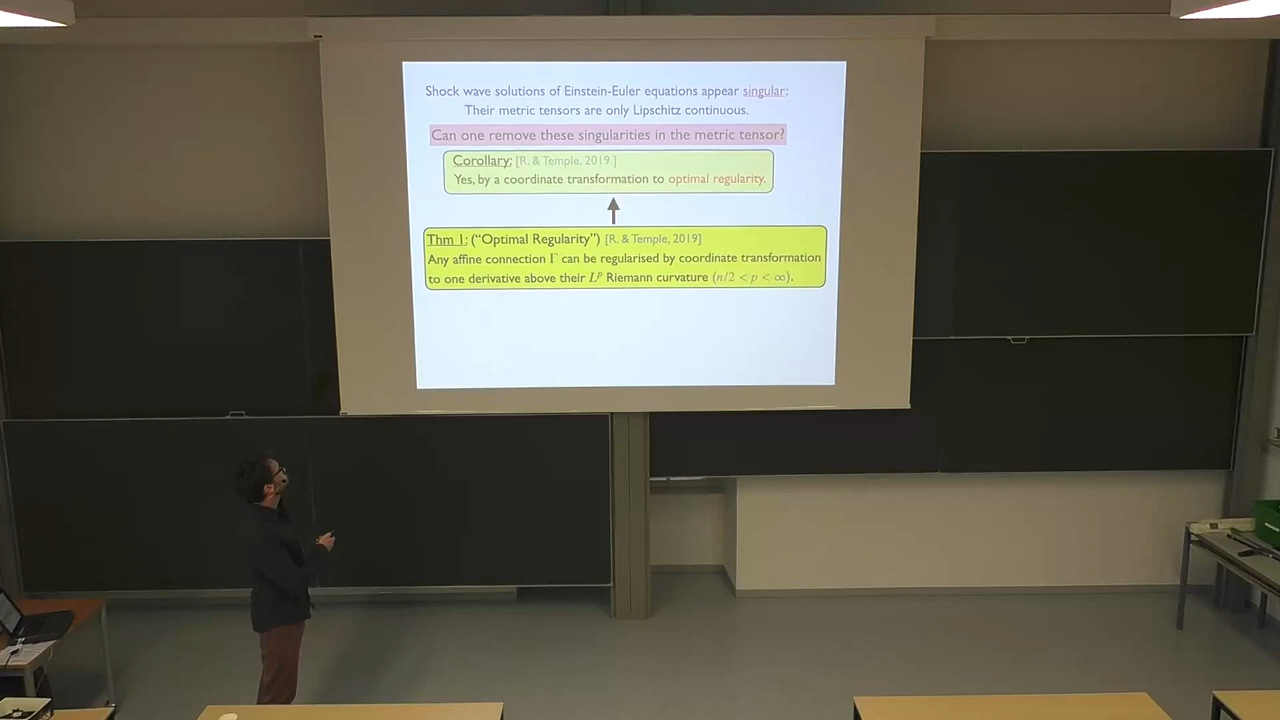 Shock wave solutions of Einstein-Euler equations appear singular:
Their metric tensors are only Lipschitz continuous.
Can one remove these singularities in the metric tensor?
Corollary: [R. & Temple, 2019.]
Yes, by a coordinate transformation to optimal regularity.
Thm 1: ("Optimal Regularity") [R. & Temple, 2019]
Any affine connection Γ can be regularised by coordinate transformation
to one derivative above their Lᵖ Riemann curvature (n/2 < p < ∞).